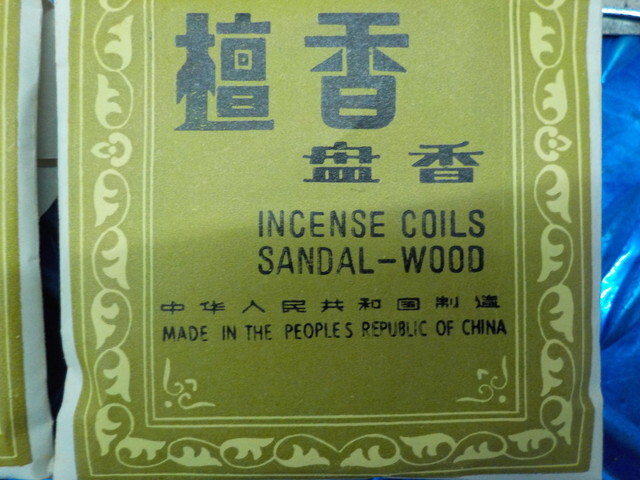 檀香
盘香
INCENSE COILS
SANDAL-WOOD
中华人民共和国制造
MADE IN THE PEOPLE'S REPUBLIC OF CHINA